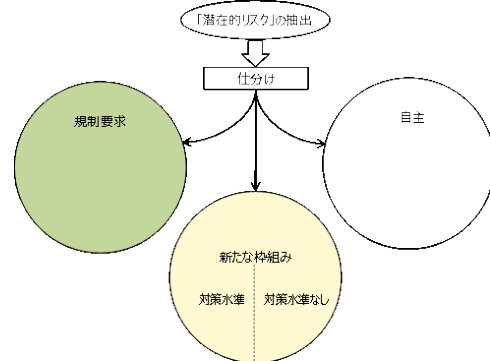 「潜在的リスク」の抽出
仕分け
規制要求
自主
新たな枠組み
対策水準
対策水準なし